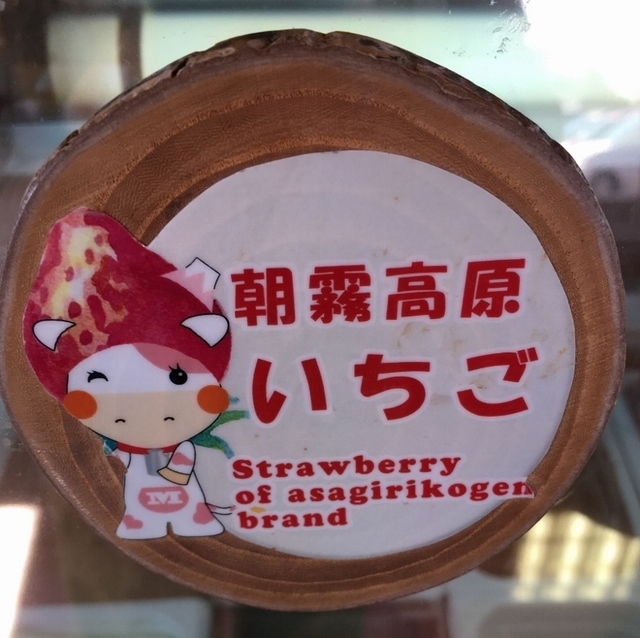 朝霧高原
いちご
Strawberry
of asagirikogen
brand
M